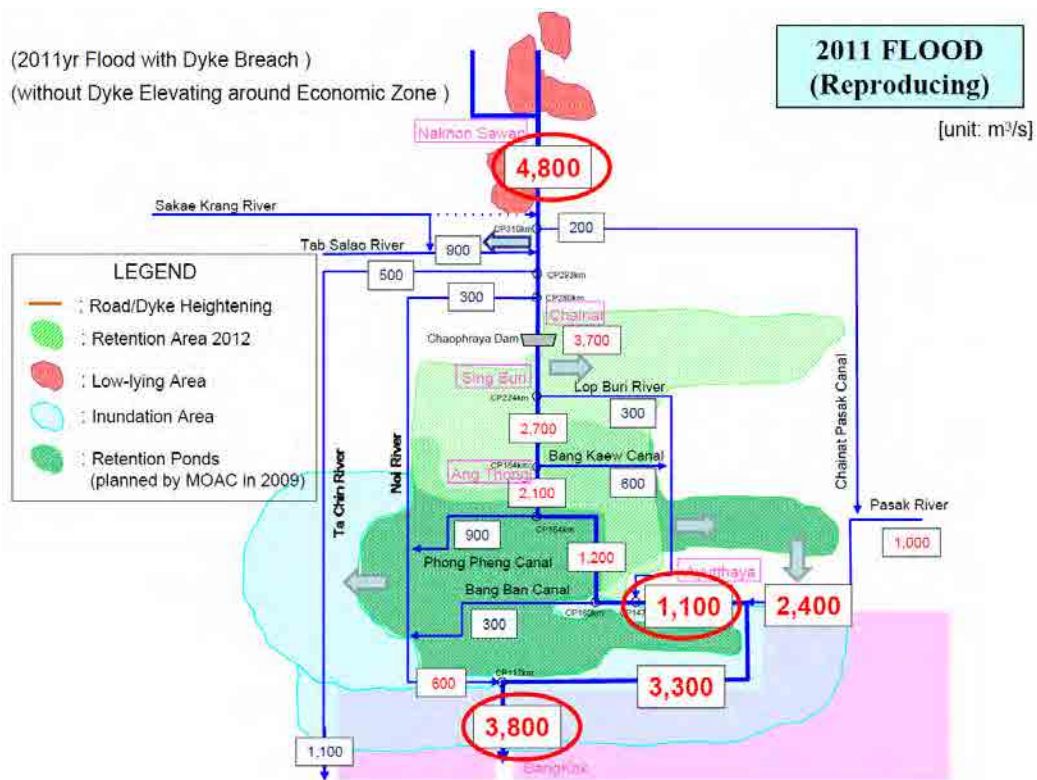 (2011yr Flood with Dyke Breach )
(without Dyke Elevating around Economic Zone )
2011 FLOOD
(Reproducing)
[unit: m³/s]
Nakhon Sawan
4,800
Sakae Krang River
CP310km
200
Tab Salao River
900
500
CP293km
300
CP280km
LEGEND
: Road/Dyke Heightening
: Retention Area 2012
: Low-lying Area
: Inundation Area
: Retention Ponds
(planned by MOAC in 2009)
Chainat
Chaophraya Dam
3,700
Sing Buri
Lop Buri River
CP224km
300
2,700
Chainat Pasak Canal
Ta Chin River
Noi River
Bang Kaew Canal
Ang Thong
600
2,100
Pasak River
900
1,200
1,000
Phong Pheng Canal
Ayutthaya
Bang Ban Canal
1,100
2,400
300
600
3,300
3,800
1,100
Bangkok